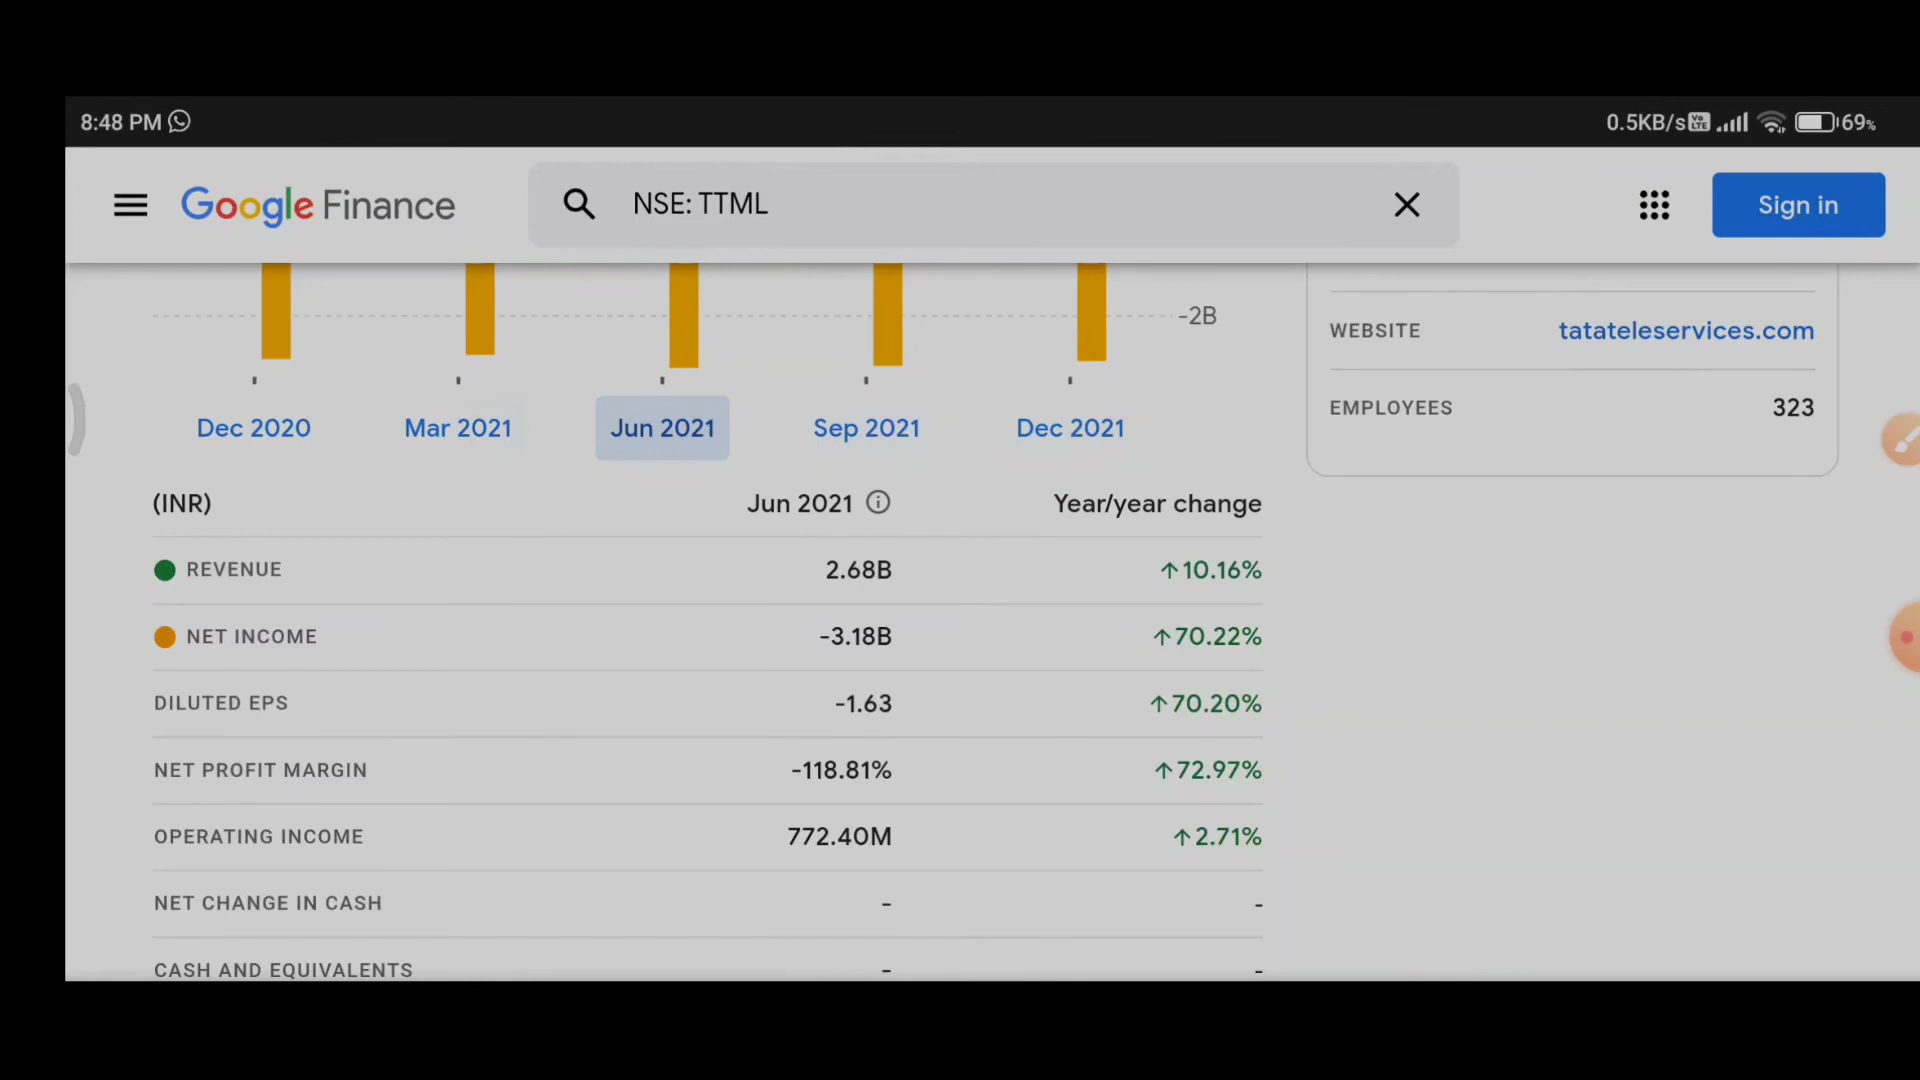 8:48 PM
0.5KB/s Vo LTE 69%
Google Finance
NSE: TTML
Sign in
-2B
WEBSITE tatateleservices.com
EMPLOYEES 323
Dec 2020 Mar 2021 Jun 2021 Sep 2021 Dec 2021
(INR) Jun 2021 Year/year change
REVENUE 2.68B ↑10.16%
NET INCOME -3.18B ↑70.22%
DILUTED EPS -1.63 ↑70.20%
NET PROFIT MARGIN -118.81% ↑72.97%
OPERATING INCOME 772.40M ↑2.71%
NET CHANGE IN CASH - -
CASH AND EQUIVALENTS - -